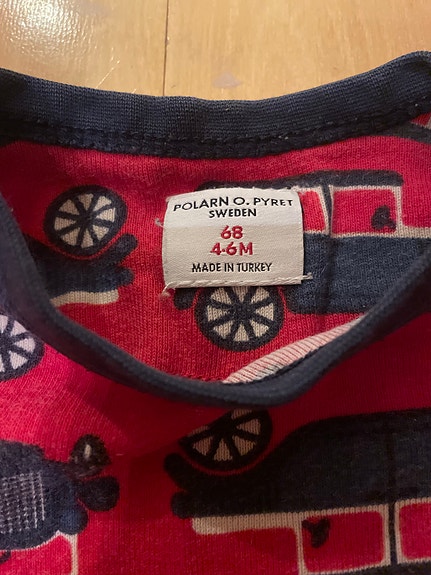 POLARN O. PYRET
SWEDEN
68
4-6M
MADE IN TURKEY